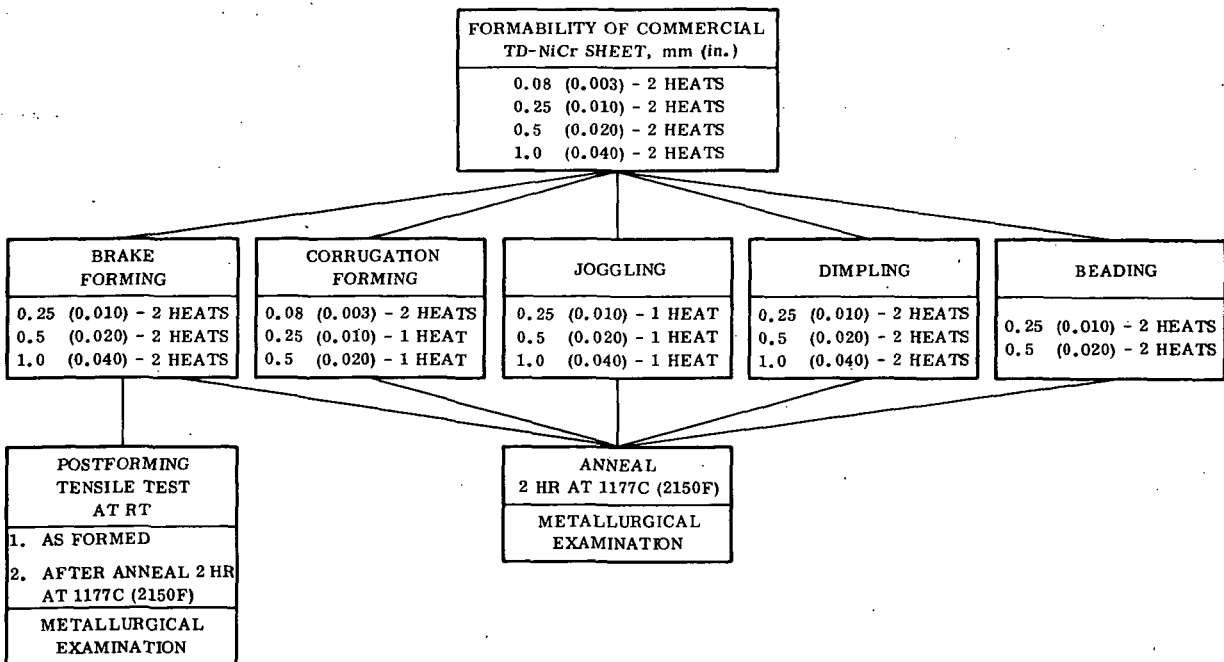 FORMABILITY OF COMMERCIAL
TD-NiCr SHEET, mm (in.)
0.08 (0.003) - 2 HEATS
0.25 (0.010) - 2 HEATS
0.5 (0.020) - 2 HEATS
1.0 (0.040) - 2 HEATS
BRAKE
FORMING
0.25 (0.010) - 2 HEATS
0.5 (0.020) - 2 HEATS
1.0 (0.040) - 2 HEATS
CORRUGATION
FORMING
0.08 (0.003) - 2 HEATS
0.25 (0.010) - 1 HEAT
0.5 (0.020) - 1 HEAT
JOGGLING
0.25 (0.010) - 1 HEAT
0.5 (0.020) - 1 HEAT
1.0 (0.040) - 1 HEAT
DIMPLING
0.25 (0.010) - 2 HEATS
0.5 (0.020) - 2 HEATS
1.0 (0.040) - 2 HEATS
BEADING
0.25 (0.010) - 2 HEATS
0.5 (0.020) - 2 HEATS
POSTFORMING
TENSILE TEST
AT RT
1. AS FORMED
2. AFTER ANNEAL 2 HR
AT 1177C (2150F)
METALLURGICAL
EXAMINATION
ANNEAL
2 HR AT 1177C (2150F)
METALLURGICAL
EXAMINATION